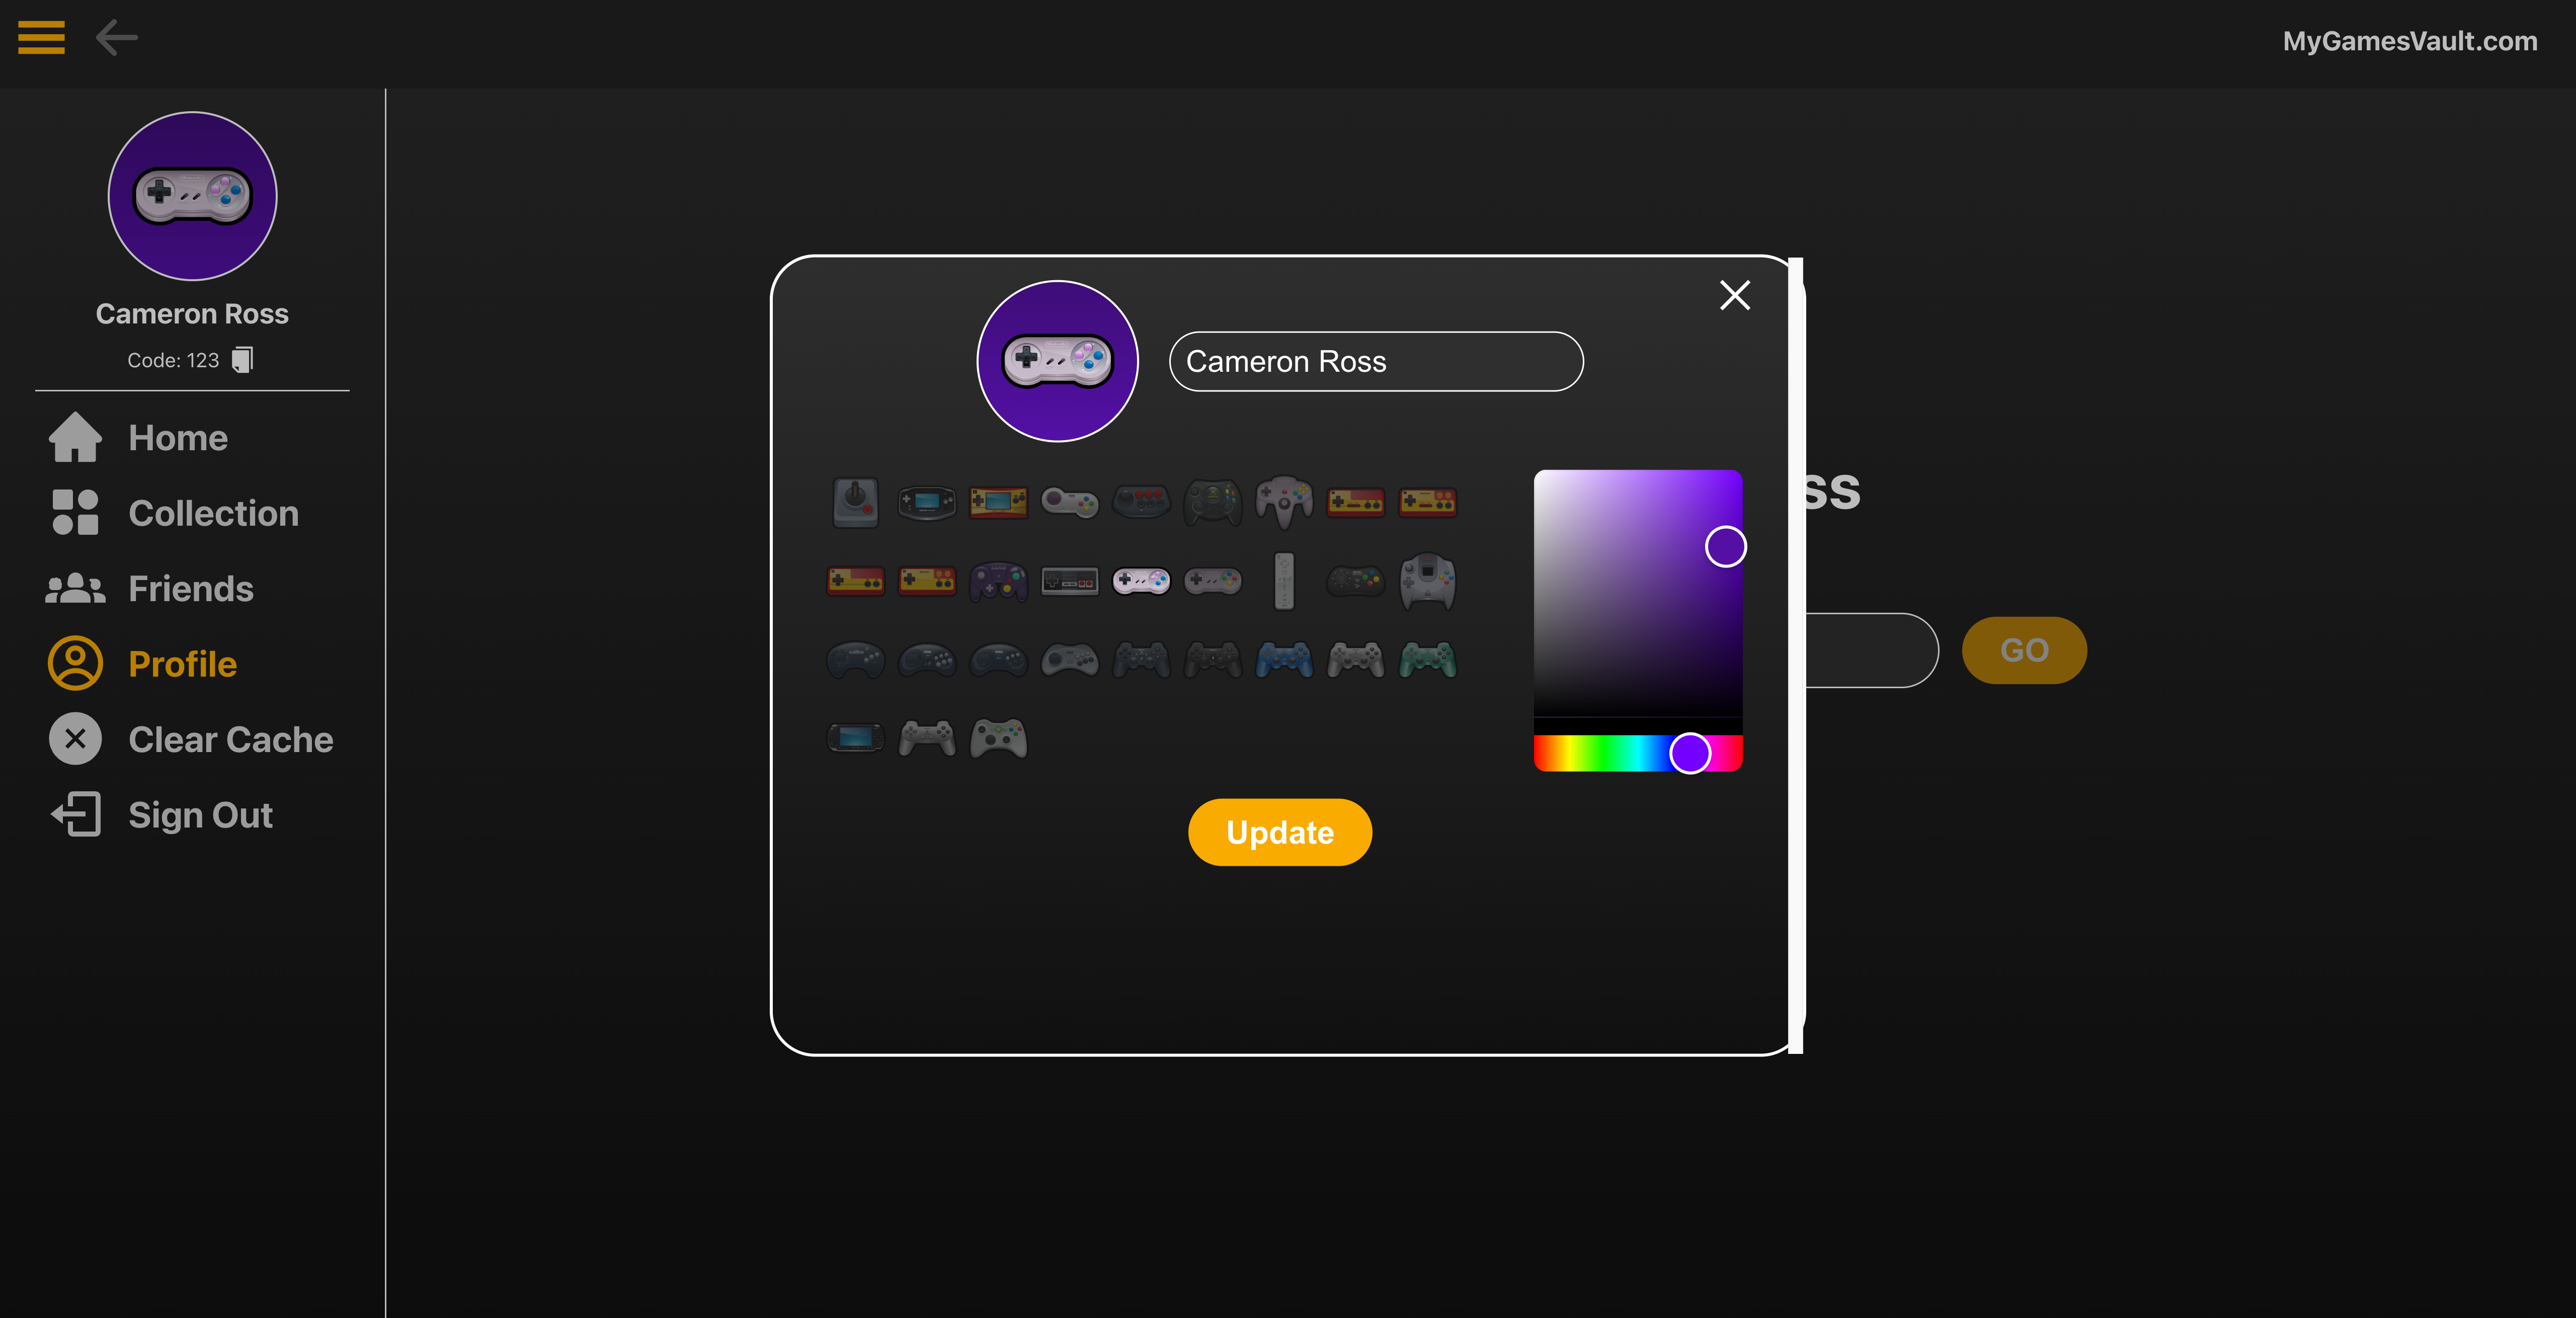 MyGamesVault.com
Cameron Ross
Code: 123
Home
Collection
Friends
Profile
Clear Cache
Sign Out
Cameron Ross
ss
GO
Update